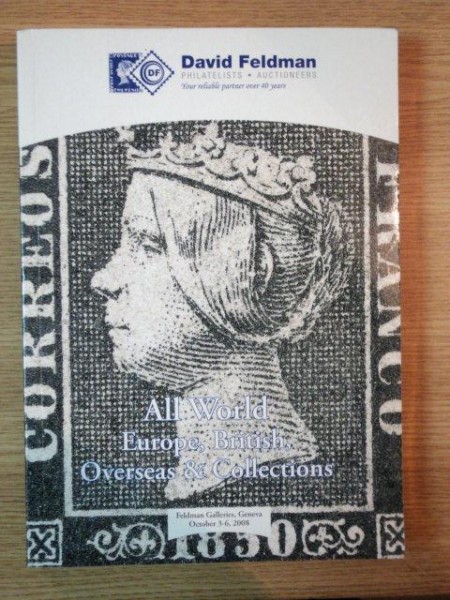 POSTAGE
DF
David Feldman
PHILATELISTS • AUCTIONEERS
Your reliable partner over 40 years
CORREOS
FRANCO
All World
Europe, British,
Overseas & Collections
Feldman Galleries, Geneva
October 3-6, 2008
1850